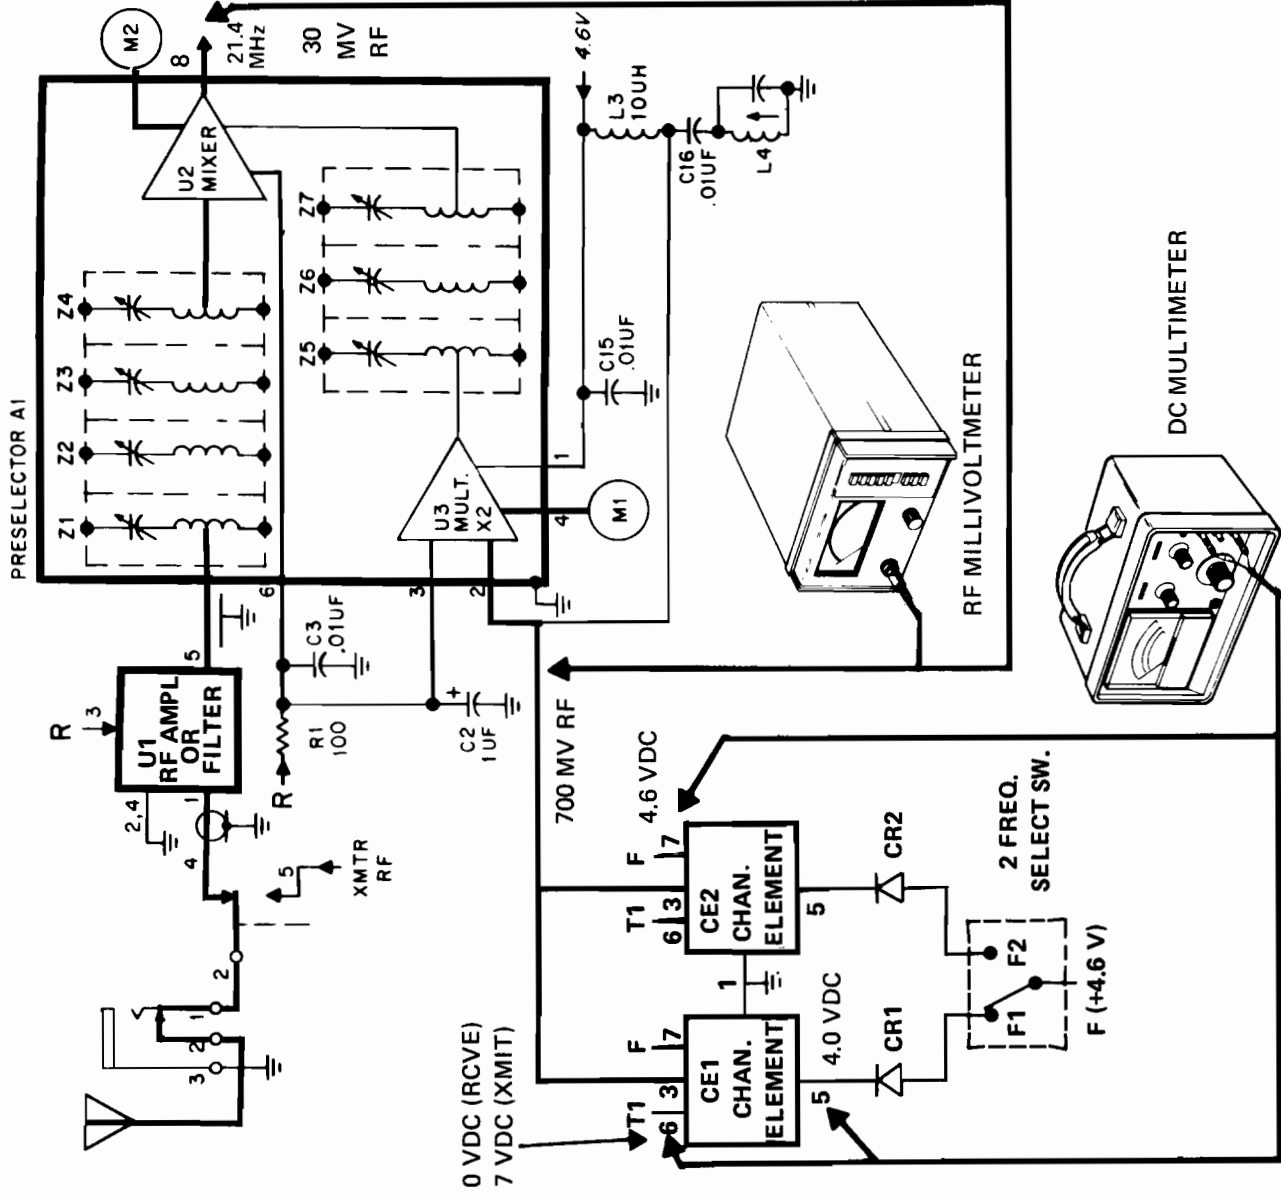 PRESELECTOR A1
M2
8
21.4
MHz
30
MV
RF
U2
MIXER
Z1
Z2
Z3
Z4
Z5
Z6
Z7
U3
MULT.
X2
M1
1
4
6
3
2
4.6V
L3
10UH
C16
.01UF
L4
C15
.01UF
R
3
U1
RF AMPL
OR
FILTER
5
1
2,4
4
5
XMTR
RF
R
R1
100
C3
.01UF
C2
1UF
+
2
1
2
3
700 MV RF
4.6 VDC
RF MILLIVOLTMETER
DC MULTIMETER
0 VDC (RCVE)
7 VDC (XMIT)
T1
6
3
F
7
CE1
CHAN.
ELEMENT
5
4.0 VDC
1
T1
6
3
F
7
CE2
CHAN.
ELEMENT
5
CR1
CR2
2 FREQ.
SELECT SW.
F1
F2
F (+4.6 V)